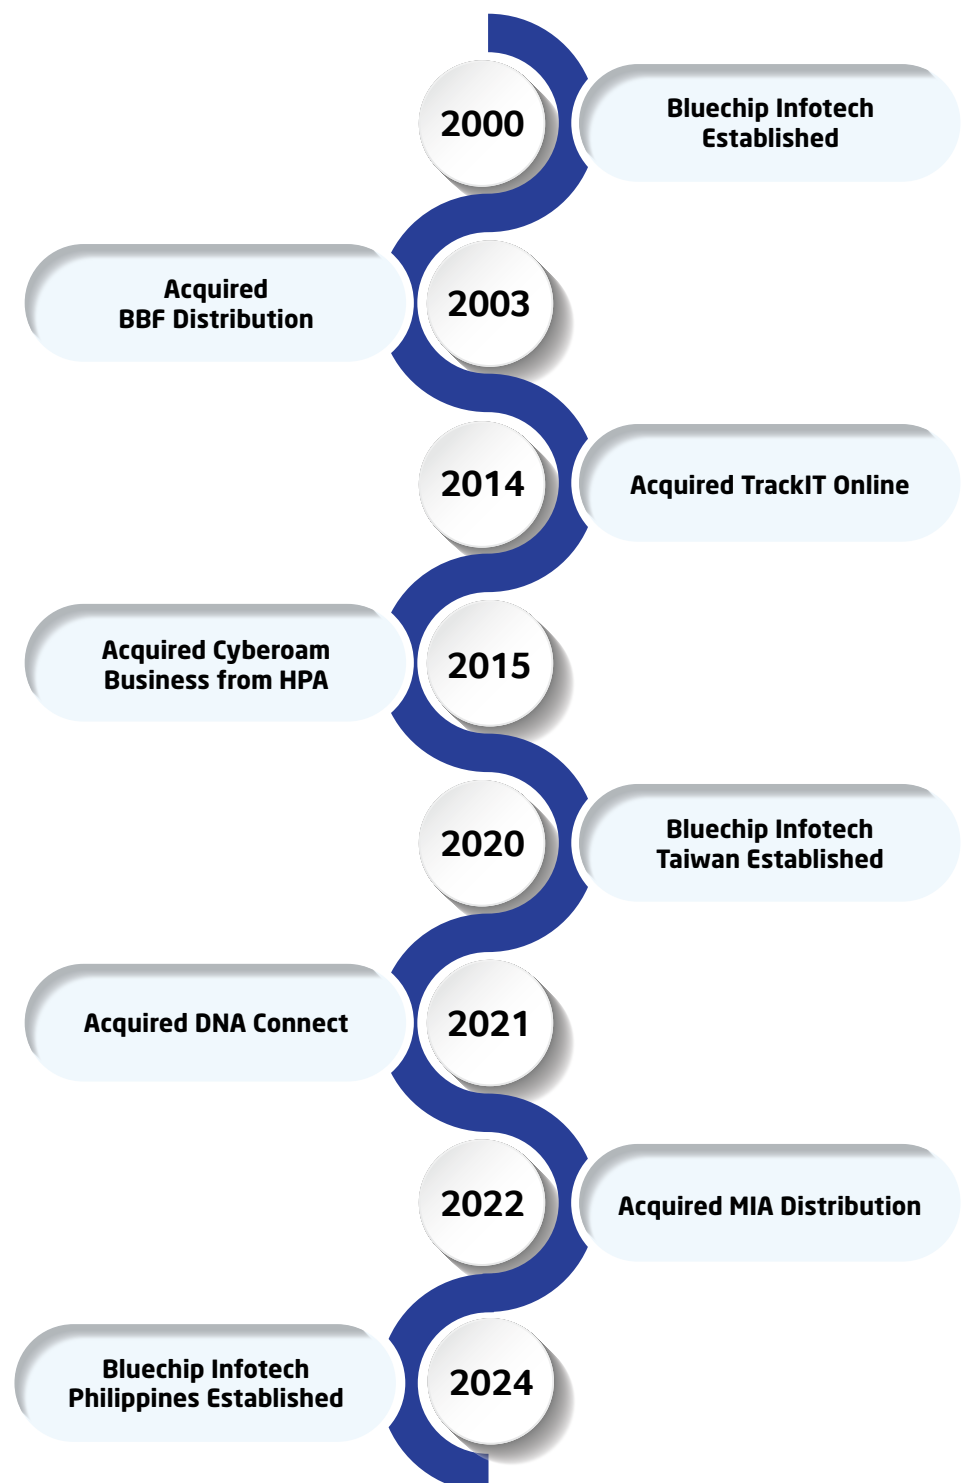 2000
Bluechip Infotech
Established
Acquired
BBF Distribution
2003
2014
Acquired TrackIT Online
Acquired Cyberoam
Business from HPA
2015
2020
Bluechip Infotech
Taiwan Established
Acquired DNA Connect
2021
2022
Acquired MIA Distribution
Bluechip Infotech
Philippines Established
2024